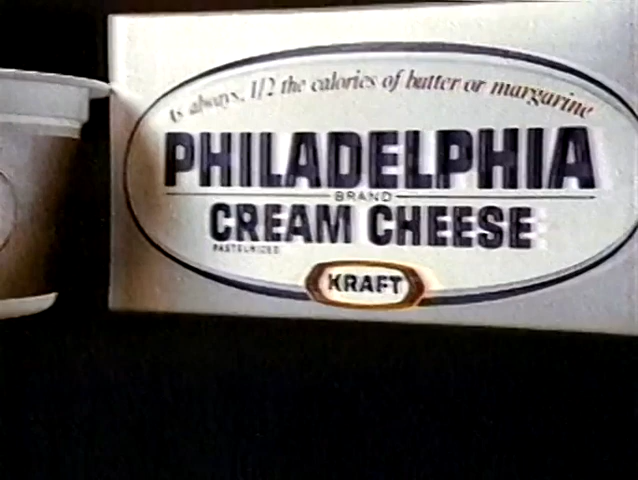 As always, 1/2 the calories of butter or margarine
PHILADELPHIA
BRAND
CREAM CHEESE
PASTEURIZED
KRAFT